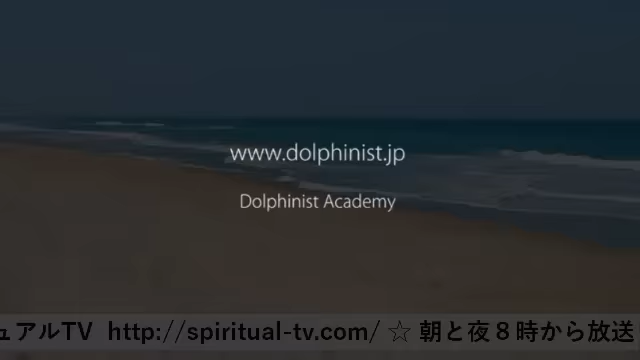 www.dolphinist.jp
Dolphinist Academy
ュアルTV http://spiritual-tv.com/ ☆ 朝と夜８時から放送